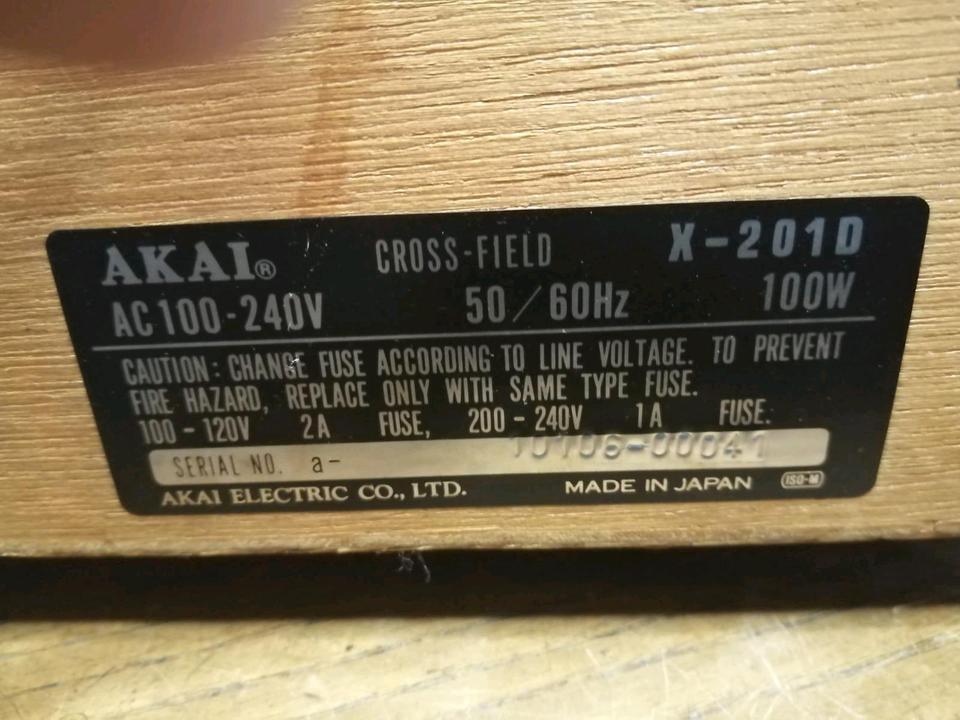 AKAI® CROSS-FIELD X-201D
AC 100-240V 50/60Hz 100W
CAUTION: CHANGE FUSE ACCORDING TO LINE VOLTAGE. TO PREVENT
FIRE HAZARD, REPLACE ONLY WITH SAME TYPE FUSE.
100-120V 2A FUSE, 200-240V 1A FUSE.
SERIAL NO. a- 10106-00041
AKAI ELECTRIC CO., LTD. MADE IN JAPAN ISO-M